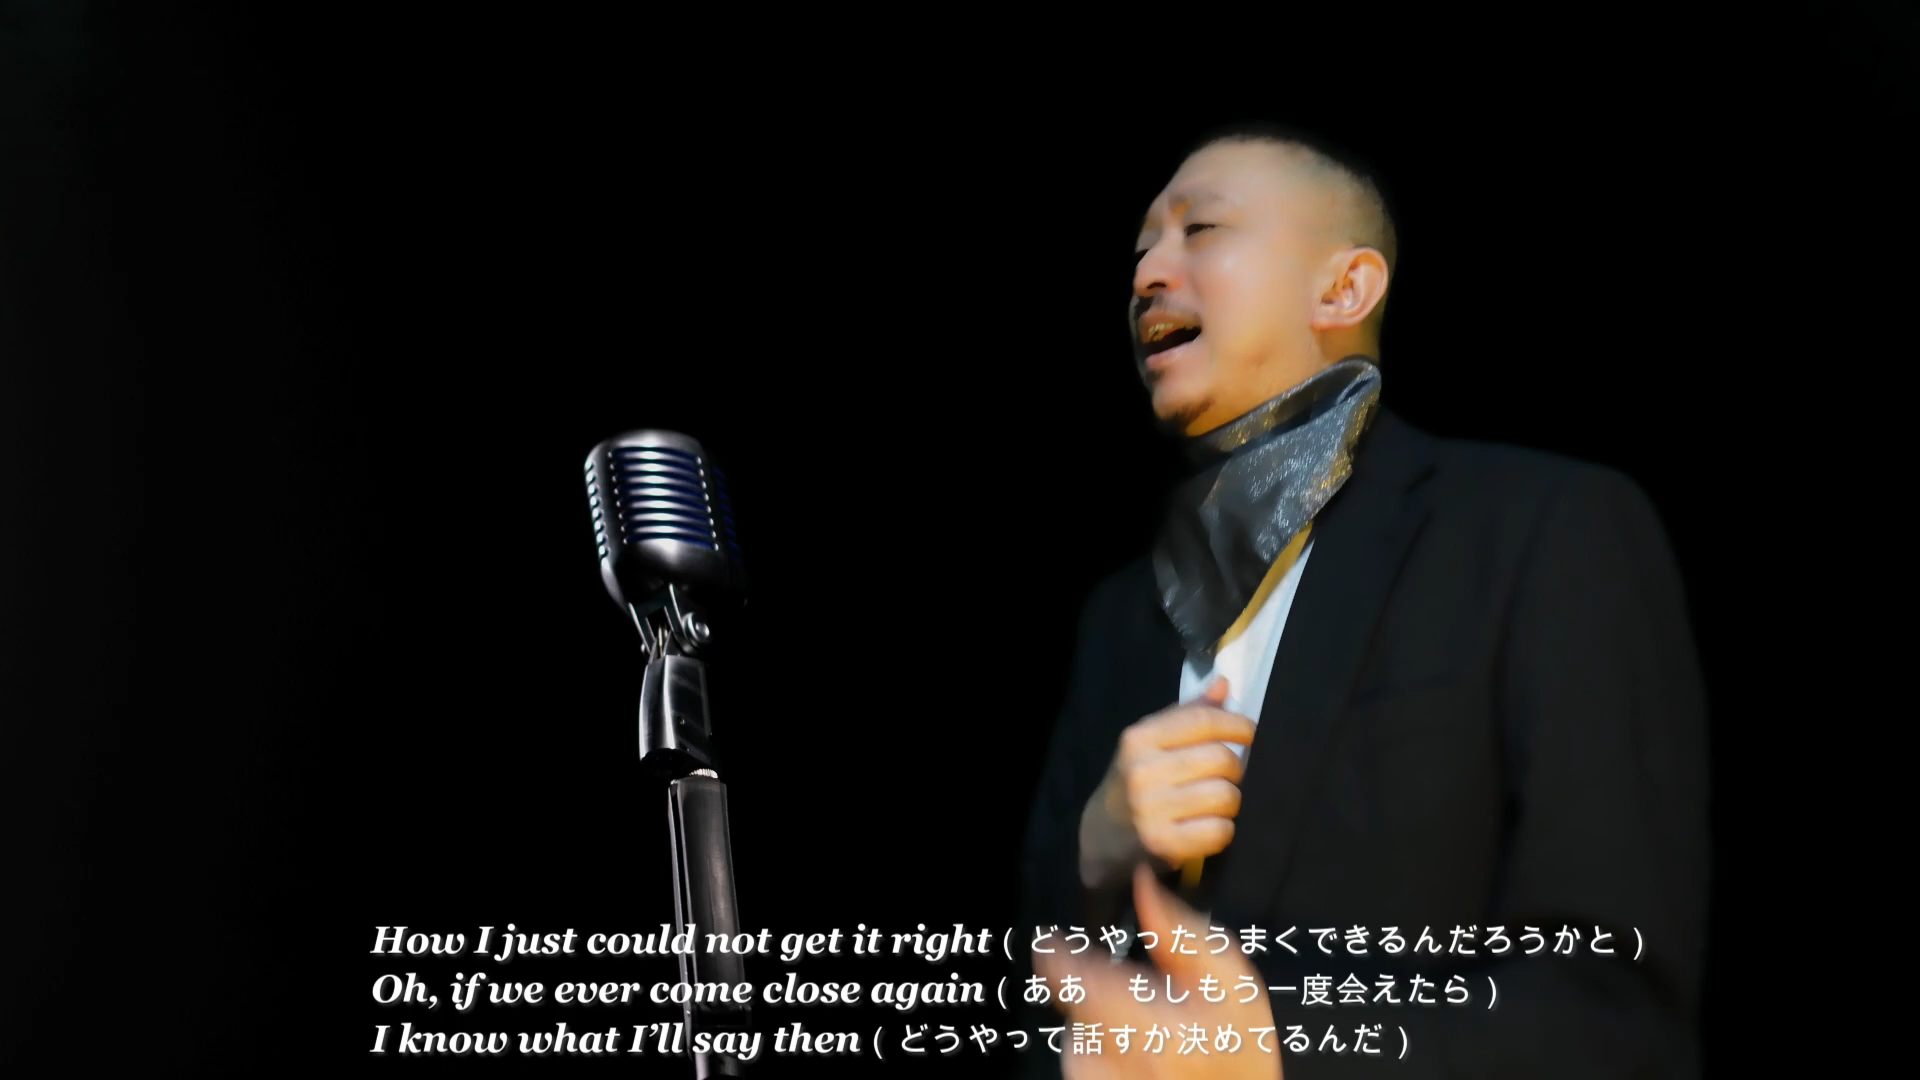 How I just could not get it right ( どうやったうまくできるんだろうかと )
Oh, if we ever come close again ( ああ　もしもう一度会えたら )
I know what I’ll say then ( どうやって話すか決めてるんだ )